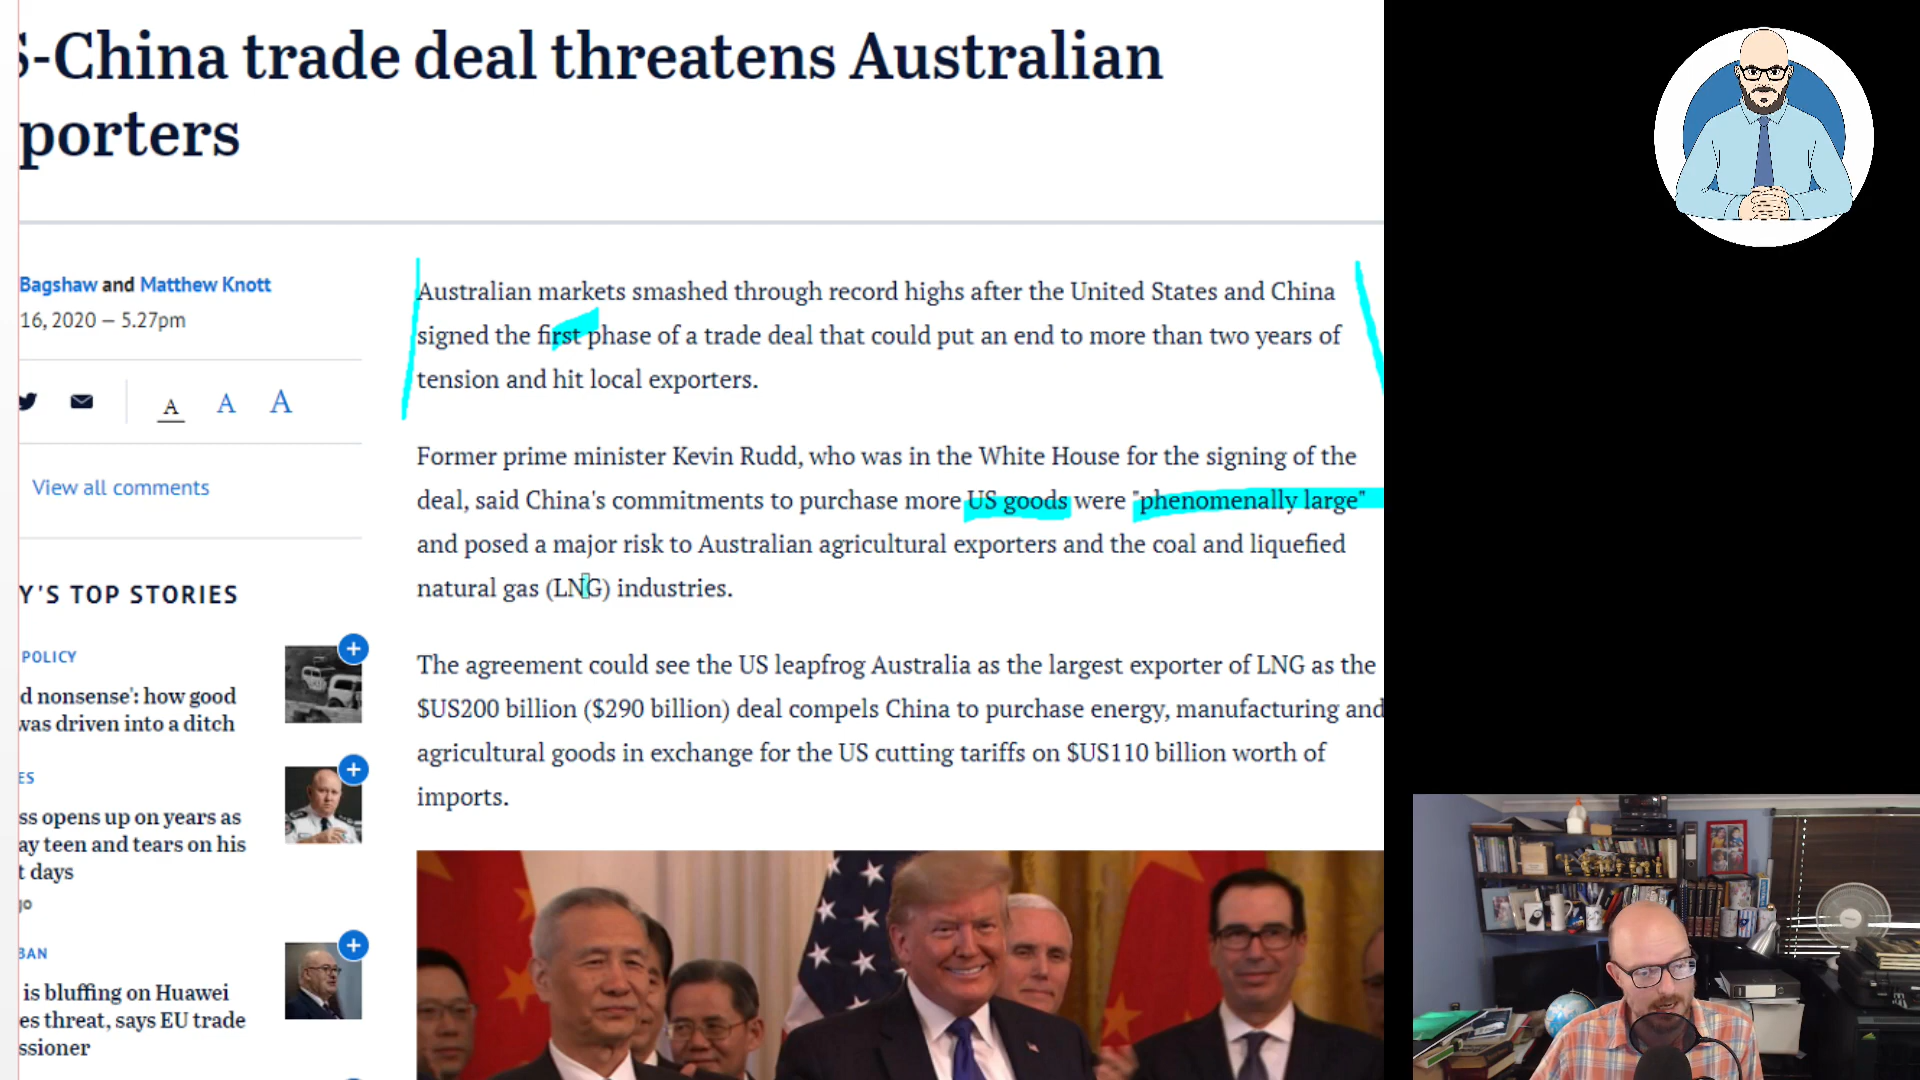 -China trade deal threatens Australian
porters
Bagshaw and Matthew Knott
16, 2020 — 5.27pm
A A A
View all comments
Y'S TOP STORIES
POLICY
d nonsense': how good
was driven into a ditch
ES
ss opens up on years as
ay teen and tears on his
t days
go
BAN
is bluffing on Huawei
es threat, says EU trade
ssioner
Australian markets smashed through record highs after the United States and China
signed the first phase of a trade deal that could put an end to more than two years of
tension and hit local exporters.
Former prime minister Kevin Rudd, who was in the White House for the signing of the
deal, said China's commitments to purchase more US goods were "phenomenally large"
and posed a major risk to Australian agricultural exporters and the coal and liquefied
natural gas (LNG) industries.
The agreement could see the US leapfrog Australia as the largest exporter of LNG as the
$US200 billion ($290 billion) deal compels China to purchase energy, manufacturing and
agricultural goods in exchange for the US cutting tariffs on $US110 billion worth of
imports.